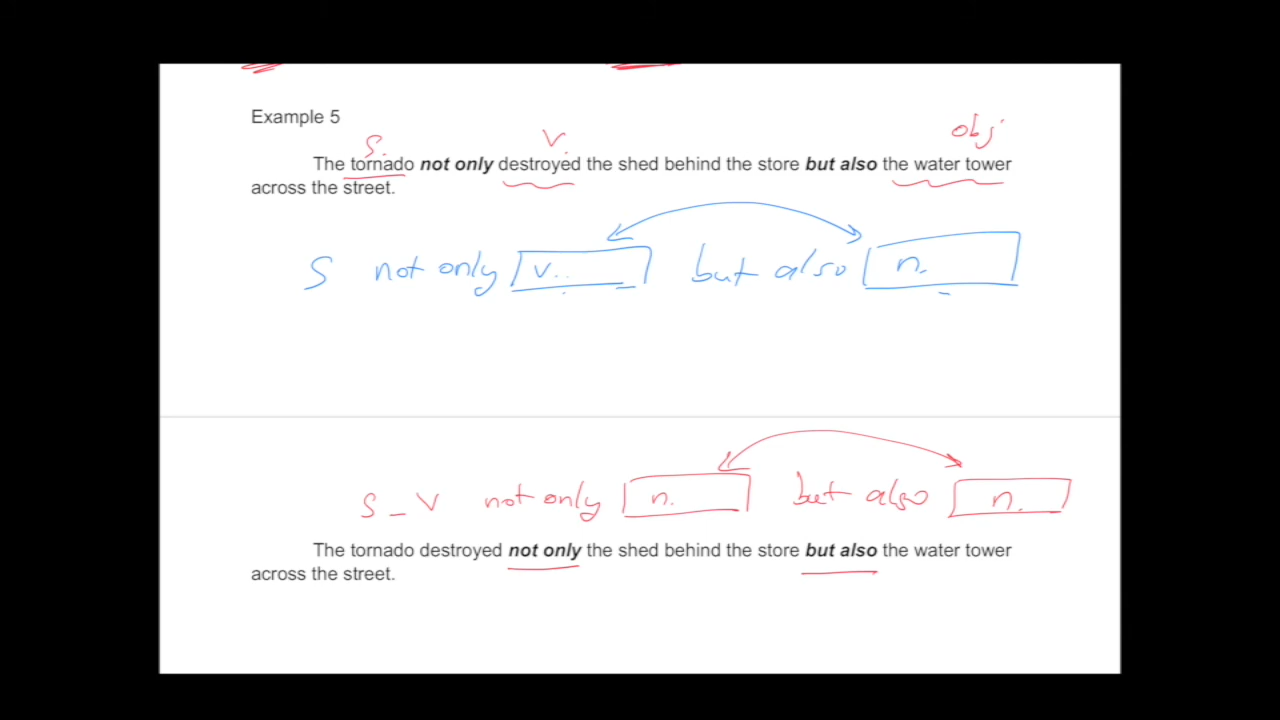 Example 5
s. v. obj
The tornado not only destroyed the shed behind the store but also the water tower
across the street.
S not only v.. but also n.
S _ V not only n. but also n.
The tornado destroyed not only the shed behind the store but also the water tower
across the street.